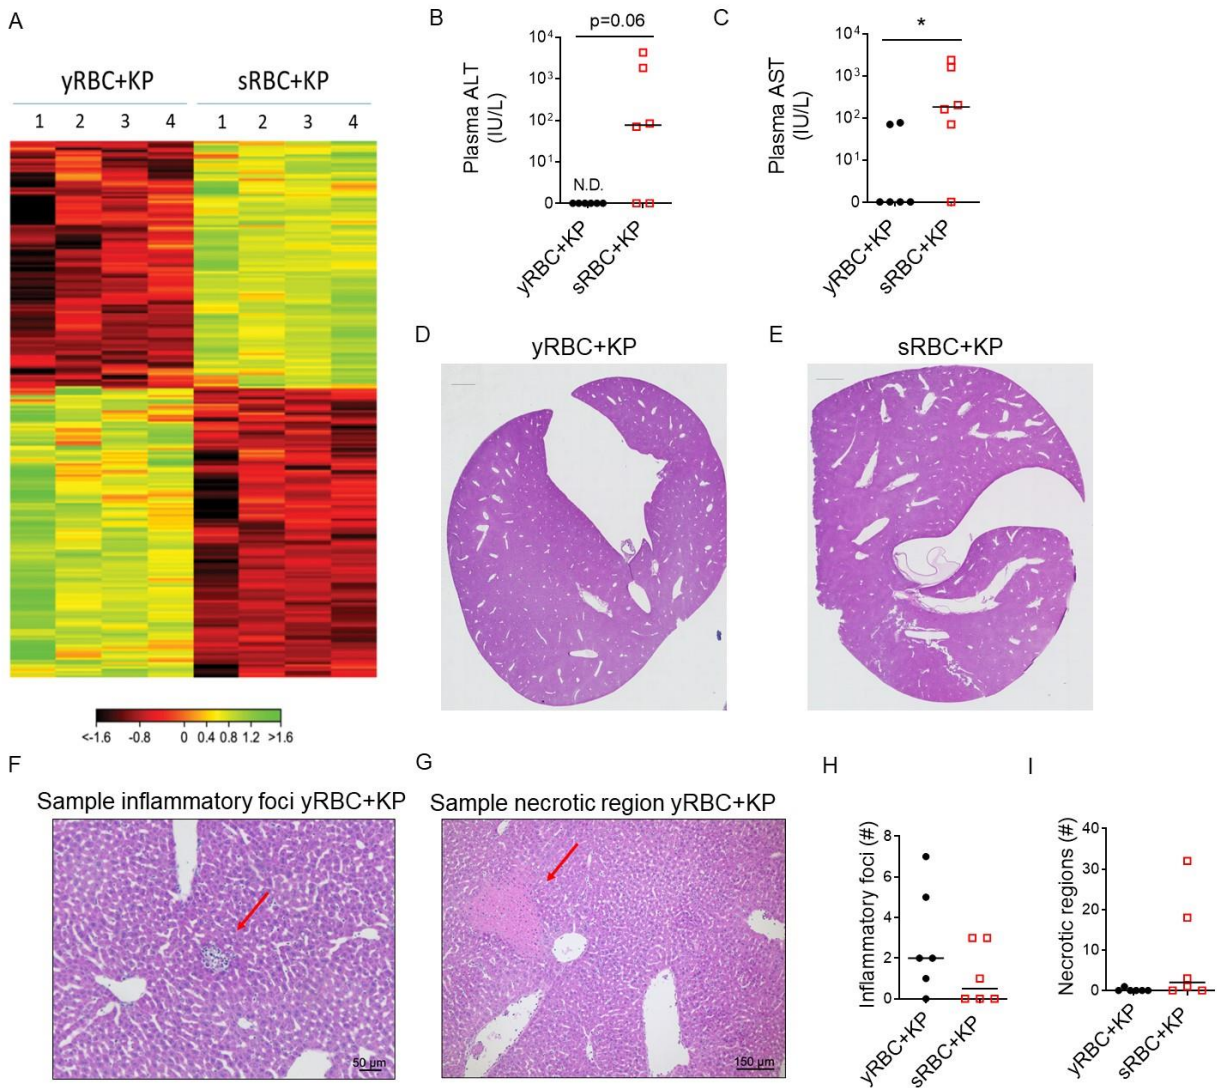 A
yRBC+KP
sRBC+KP
1 2 3 4 1 2 3 4
<-1.6 -0.8 0 0.4 0.8 1.2 >1.6
B
p=0.06
Plasma ALT
(IU/L)
10⁴
10³
10²
10¹
0
N.D.
yRBC+KP
sRBC+KP
C
*
Plasma AST
(IU/L)
10⁴
10³
10²
10¹
0
yRBC+KP
sRBC+KP
D
yRBC+KP
E
sRBC+KP
F
Sample inflammatory foci yRBC+KP
50 µm
G
Sample necrotic region yRBC+KP
150 µm
H
Inflammatory foci (#)
8
6
4
2
0
yRBC+KP
sRBC+KP
I
Necrotic regions (#)
40
30
20
10
0
yRBC+KP
sRBC+KP